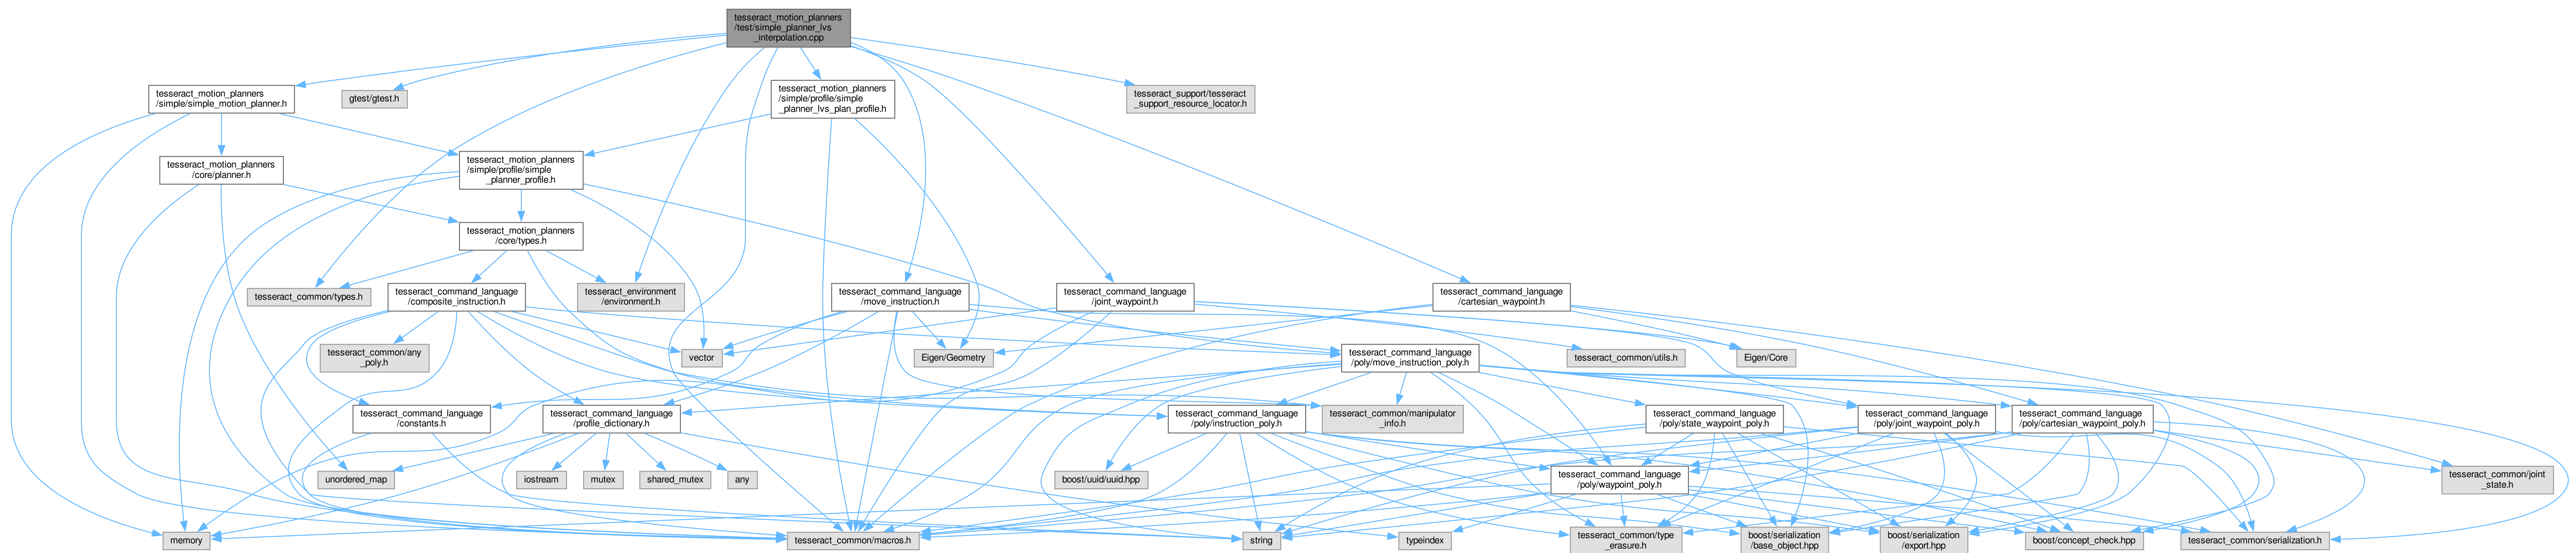 tesseract_motion_planners
/test/simple_planner_lvs
_interpolation.cpp
tesseract_motion_planners
/simple/simple_motion_planner.h
gtest/gtest.h
tesseract_motion_planners
/simple/profile/simple
_planner_lvs_plan_profile.h
tesseract_support/tesseract
_support_resource_locator.h
tesseract_motion_planners
/core/planner.h
tesseract_motion_planners
/simple/profile/simple
_planner_profile.h
tesseract_motion_planners
/core/types.h
tesseract_common/types.h
tesseract_command_language
/composite_instruction.h
tesseract_environment
/environment.h
tesseract_command_language
/move_instruction.h
tesseract_command_language
/joint_waypoint.h
tesseract_command_language
/cartesian_waypoint.h
tesseract_common/any
_poly.h
vector
Eigen/Geometry
tesseract_command_language
/poly/move_instruction_poly.h
tesseract_common/utils.h
Eigen/Core
tesseract_command_language
/constants.h
tesseract_command_language
/profile_dictionary.h
tesseract_command_language
/poly/instruction_poly.h
tesseract_common/manipulator
_info.h
tesseract_command_language
/poly/state_waypoint_poly.h
tesseract_command_language
/poly/joint_waypoint_poly.h
tesseract_command_language
/poly/cartesian_waypoint_poly.h
unordered_map
iostream
mutex
shared_mutex
any
boost/uuid/uuid.hpp
tesseract_command_language
/poly/waypoint_poly.h
tesseract_common/joint
_state.h
memory
tesseract_common/macros.h
string
typeindex
tesseract_common/type
_erasure.h
boost/serialization
/base_object.hpp
boost/serialization
/export.hpp
boost/concept_check.hpp
tesseract_common/serialization.h